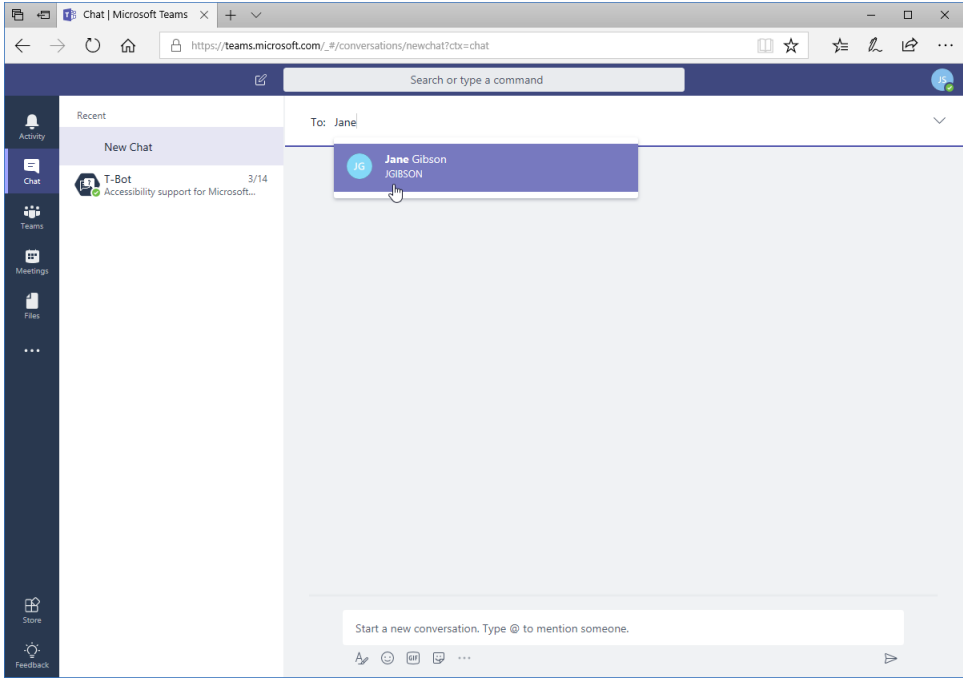 Chat | Microsoft Teams
https://teams.microsoft.com/_#/conversations/newchat?ctx=chat
Search or type a command
JS
Activity
Chat
Teams
Meetings
Files
Store
Feedback
Recent
New Chat
T-Bot 3/14
Accessibility support for Microsoft...
To: Jane
JG
Jane Gibson
JGIBSON
Start a new conversation. Type @ to mention someone.
GIF